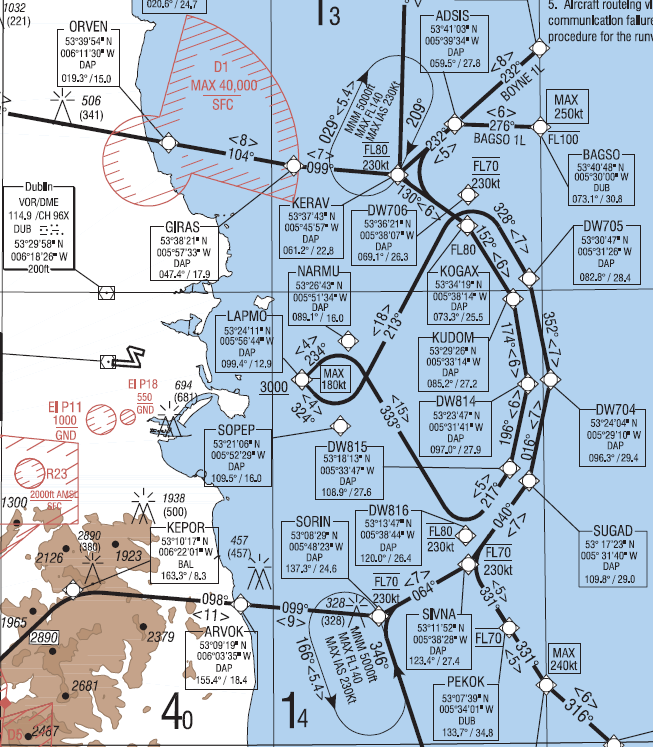 1032
(221)
020.6° / 24.7
ORVEN
53°39'54" N
006°11'30" W
DAP
019.3° / 15.0
D1
MAX 40,000
SFC
1 3
ADSIS
53°41'03" N
005°39'34" W
DAP
059.5° / 27.8
5. Aircraft routeing vi
communication failure
procedure for the runw
506
(341)
<8>
104°
<7>
099°
029° <5.4>
MNM 5000ft
MAX FL140
MAX IAS 230kt
209°
FL80
230kt
<8>
232°
BOYNE 1L
232°
<5>
<6>
276°
BAGSO 1L
MAX
250kt
FL100
BAGSO
53°40'48" N
005°30'00" W
DUB
073.1° / 30.8
FL70
230kt
130° <6>
Dublin
VOR/DME
114.9 /CH 96X
DUB
53°29'58" N
006°18'26" W
200ft
GIRAS
53°38'21" N
005°57'33" W
DAP
047.4° / 17.9
KERAV
53°37'43" N
005°45'57" W
DAP
061.2° / 22.8
DW706
53°36'21" N
005°38'07" W
DAP
069.1° / 26.3
FL80
328° <7>
152° <6>
DW705
53°30'47" N
005°31'26" W
DAP
082.8° / 28.4
NARMU
53°26'43" N
005°51'34" W
DAP
089.1° / 16.0
KOGAX
53°34'19" N
005°38'14" W
DAP
073.3° / 25.5
LAPMO
53°24'11" N
005°56'44" W
DAP
099.4° / 12.9
<18>
213°
KUDOM
53°29'26" N
005°33'14" W
DAP
085.2° / 27.2
174° <6>
352° <7>
<4>
234°
MAX
180kt
3000
<4>
324°
<15>
333°
EI P18
550
GND
694
(681)
EI P11
1000
GND
DW814
53°23'47" N
005°31'41" W
DAP
097.0° / 27.9
DW704
53°24'04" N
005°29'10" W
DAP
096.3° / 29.4
196° <6>
016° <7>
SOPEP
53°21'06" N
005°52'29" W
DAP
109.5° / 16.0
DW815
53°18'13" N
005°33'47" W
DAP
108.9° / 27.6
R23
2000ft AMSL
SFC
<5>
217°
040°
<7>
1300
1938
(500)
2890
(380)
2126
1923
KEPOR
53°10'17" N
006°22'01" W
BAL
163.3° / 8.3
457
(457)
SORIN
53°08'29" N
005°48'23" W
DAP
137.3° / 24.6
DW816
53°13'47" N
005°38'44" W
DAP
120.0° / 26.4
FL80
230kt
FL70
230kt
SUGAD
53° 17'23" N
005° 31'40" W
DAP
109.8° / 29.0
FL70
230kt
<7>
064°
098°
<11>
099°
<9>
328
(328)
MNM 5000ft
MAX FL140
MAX IAS 230kt
166° <5.4>
346°
1965
2890
2379
2681
2487
D6
ARVOK
53°09'19" N
006°03'35" W
DAP
155.4° / 18.4
SIVNA
53°11'52" N
005°38'28" W
DAP
123.4° / 27.4
<5>
331°
FL70
331°
<5>
MAX
240kt
<6>
316°
PEKOK
53°07'39" N
005°34'01" W
DUB
133.7° / 34.8
4 0
1 4